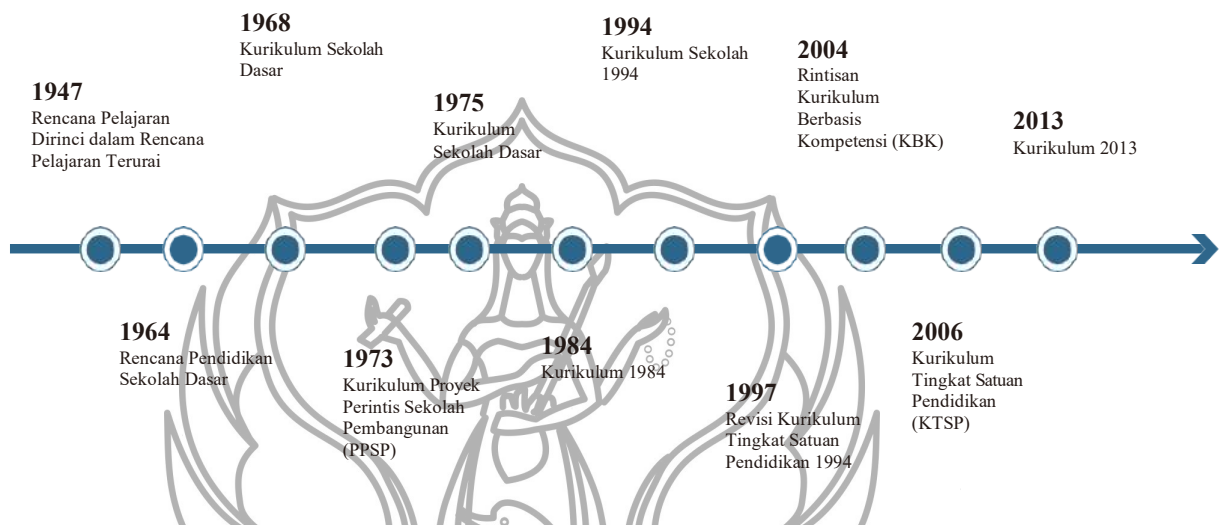 1947
Rencana Pelajaran
Dirinci dalam Rencana
Pelajaran Terurai
1964
Rencana Pendidikan
Sekolah Dasar
1968
Kurikulum Sekolah
Dasar
1973
Kurikulum Proyek
Perintis Sekolah
Pembangunan
(PPSP)
1975
Kurikulum
Sekolah Dasar
1984
Kurikulum 1984
1994
Kurikulum Sekolah
1994
1997
Revisi Kurikulum
Tingkat Satuan
Pendidikan 1994
2004
Rintisan
Kurikulum
Berbasis
Kompetensi (KBK)
2006
Kurikulum
Tingkat Satuan
Pendidikan
(KTSP)
2013
Kurikulum 2013